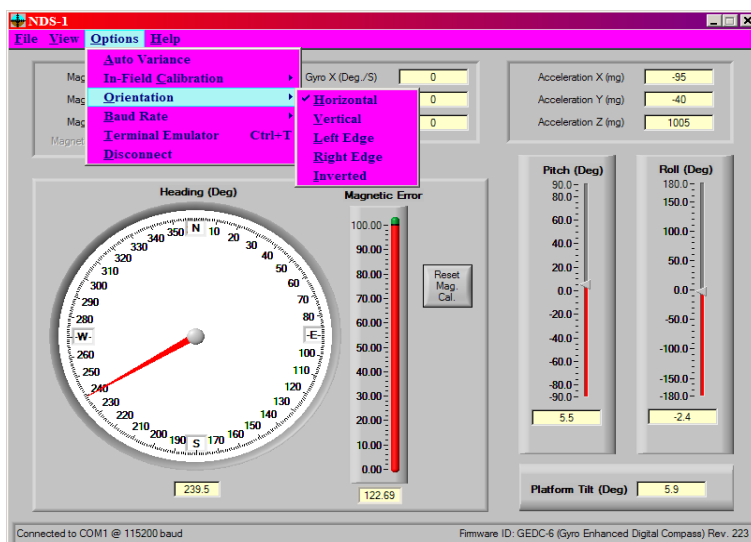 NDS-1
File View Options Help
Auto Variance
In-Field Calibration
Orientation
Baud Rate
Terminal Emulator Ctrl+T
Disconnect
Horizontal
Vertical
Left Edge
Right Edge
Inverted
Mag
Mag
Mag
Magnet
Gyro X (Deg./S) 0
0
0
Acceleration X (mg) -95
Acceleration Y (mg) -40
Acceleration Z (mg) 1005
Heading (Deg)
N 10 20 30 40 50 60 70 80 -E- 100 110 120 130 140 150 160 170 S 190 200 210 220 230 240 250 260 -W- 280 290 310 320 330 340 350
239.5
Magnetic Error
100.00
90.00
80.00
70.00
60.00
50.00
40.00
30.00
20.00
10.00
0.00
122.69
Reset
Mag.
Cal.
Pitch (Deg)
90.0
80.0
60.0
40.0
20.0
0.0
-20.0
-40.0
-60.0
-80.0
-90.0
5.5
Roll (Deg)
180.0
150.0
100.0
50.0
0.0
-50.0
-100.0
-150.0
-180.0
-2.4
Platform Tilt (Deg) 5.9
Connected to COM1 @ 115200 baud
Firmware ID: GEDC-6 (Gyro Enhanced Digital Compass) Rev. 223